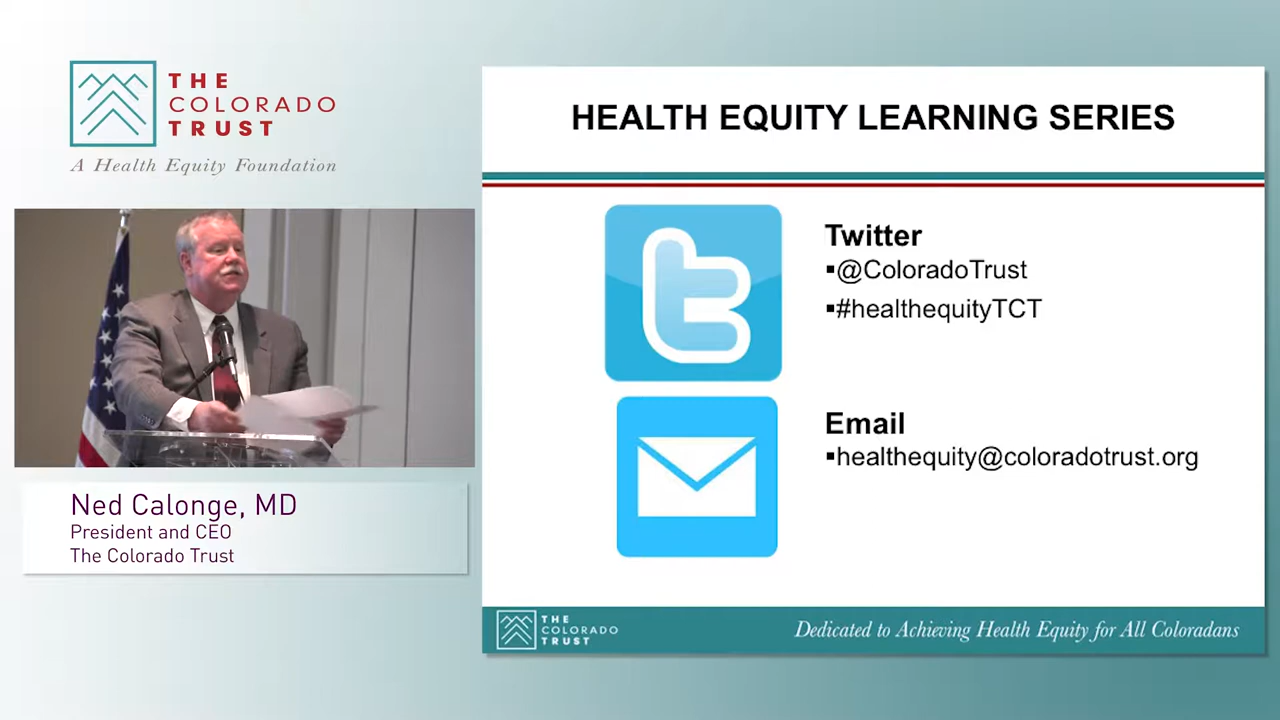 THE
COLORADO
TRUST
A Health Equity Foundation
Ned Calonge, MD
President and CEO
The Colorado Trust
HEALTH EQUITY LEARNING SERIES
Twitter
▪@ColoradoTrust
▪#healthequityTCT
Email
▪healthequity@coloradotrust.org
THE
COLORADO
TRUST
Dedicated to Achieving Health Equity for All Coloradans